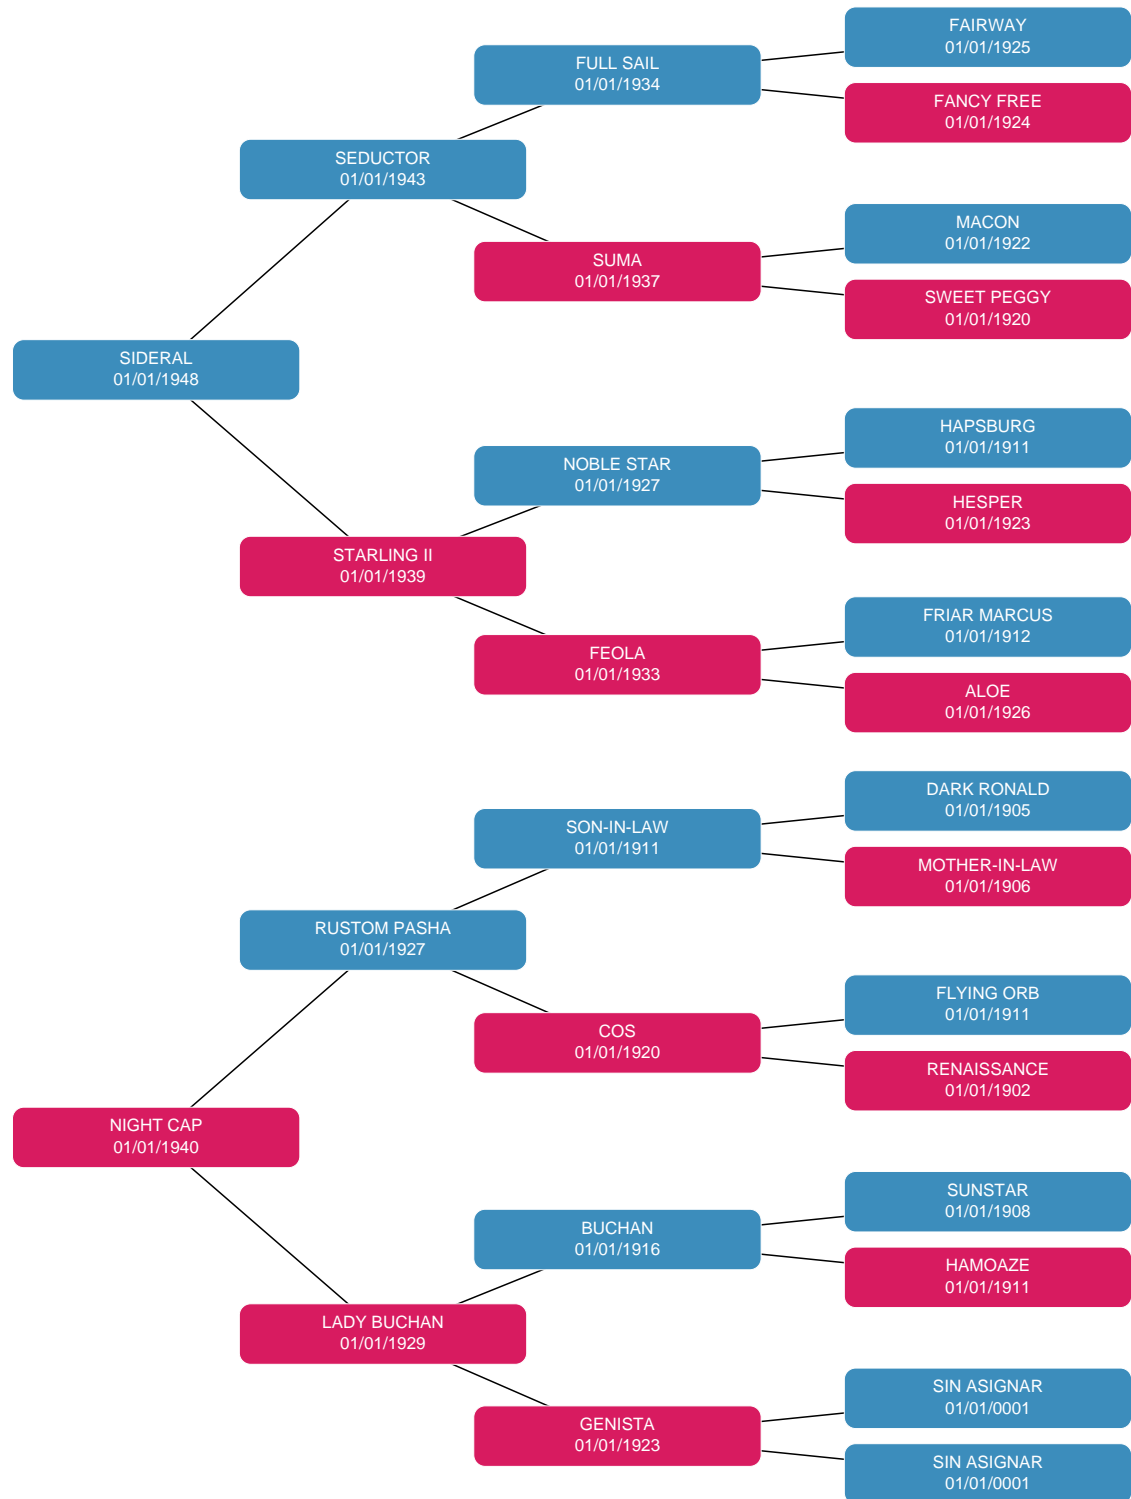 FAIRWAY
01/01/1925
FULL SAIL
01/01/1934
FANCY FREE
01/01/1924
SEDUCTOR
01/01/1943
MACON
01/01/1922
SUMA
01/01/1937
SWEET PEGGY
01/01/1920
SIDERAL
01/01/1948
HAPSBURG
01/01/1911
NOBLE STAR
01/01/1927
HESPER
01/01/1923
STARLING II
01/01/1939
FRIAR MARCUS
01/01/1912
FEOLA
01/01/1933
ALOE
01/01/1926
DARK RONALD
01/01/1905
SON-IN-LAW
01/01/1911
MOTHER-IN-LAW
01/01/1906
RUSTOM PASHA
01/01/1927
FLYING ORB
01/01/1911
COS
01/01/1920
RENAISSANCE
01/01/1902
NIGHT CAP
01/01/1940
SUNSTAR
01/01/1908
BUCHAN
01/01/1916
HAMOAZE
01/01/1911
LADY BUCHAN
01/01/1929
SIN ASIGNAR
01/01/0001
GENISTA
01/01/1923
SIN ASIGNAR
01/01/0001